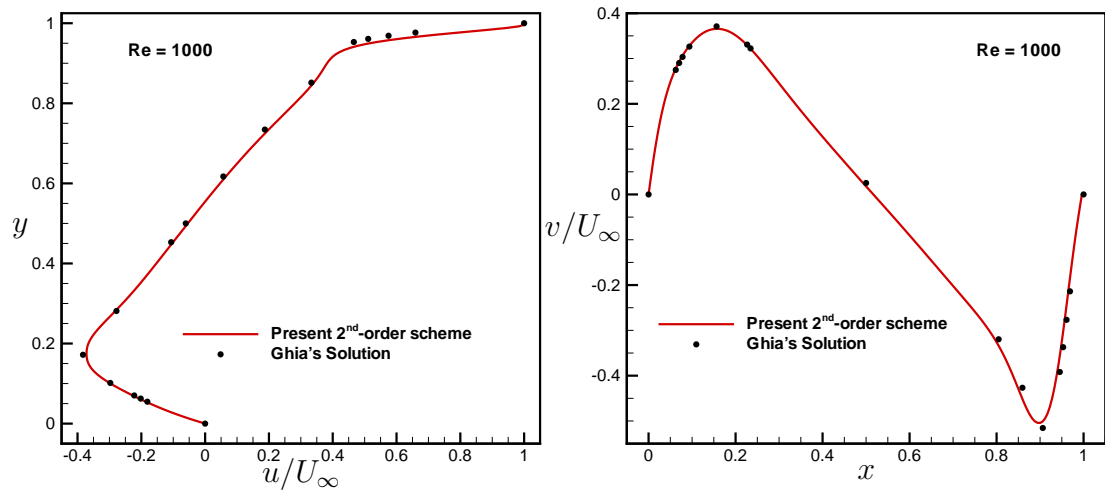 1
0.8
0.6
0.4
0.2
0
y
-0.4
-0.2
0
0.2
0.4
0.6
0.8
1
u/U∞
Re = 1000
Present 2nd-order scheme
Ghia's Solution
0.4
0.2
0
-0.2
-0.4
v/U∞
0
0.2
0.4
0.6
0.8
1
x
Re = 1000
Present 2nd-order scheme
Ghia's Solution